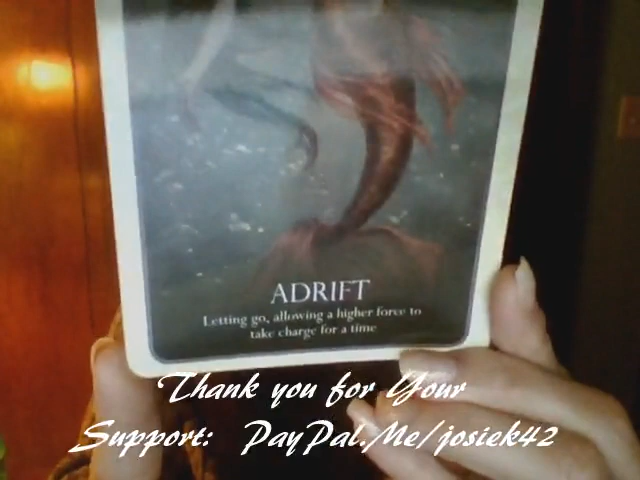 ADRIFT
Letting go, allowing a higher force to
take charge for a time
Thank you for Your
Support: PayPal.Me/josiek42